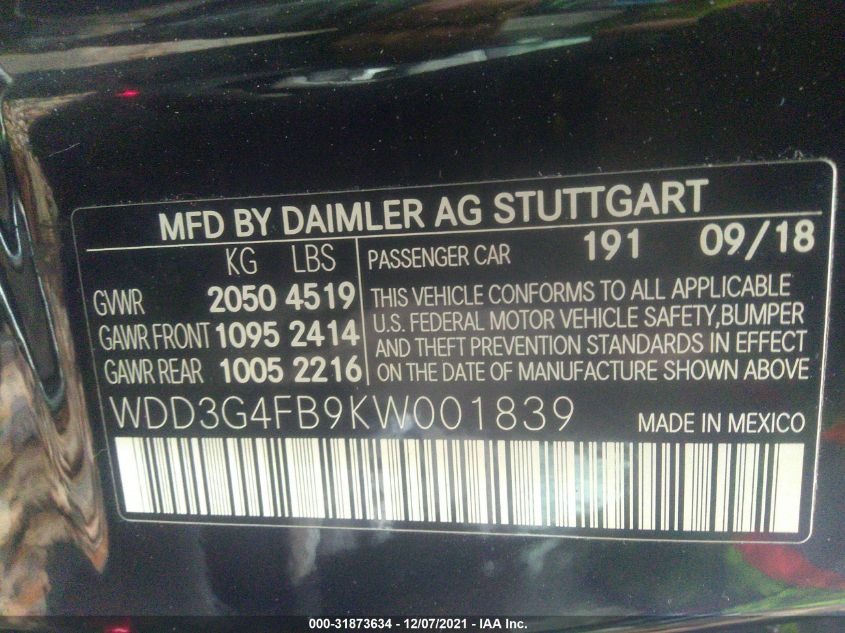 MFD BY DAIMLER AG STUTTGART
KG LBS
GVWR 2050 4519
GAWR FRONT 1095 2414
GAWR REAR 1005 2216
PASSENGER CAR 191 09/18
THIS VEHICLE CONFORMS TO ALL APPLICABLE
U.S. FEDERAL MOTOR VEHICLE SAFETY,BUMPER
AND THEFT PREVENTION STANDARDS IN EFFECT
ON THE DATE OF MANUFACTURE SHOWN ABOVE
WDD3G4FB9KW001839 MADE IN MEXICO
000-31873634 - 12/07/2021 - IAA Inc.